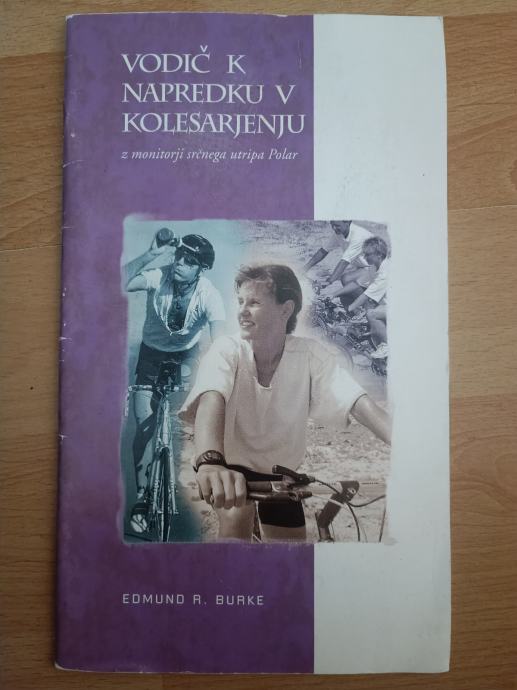 VODIČ K
NAPREDKU V
KOLESARJENJU
z monitorji srčnega utripa Polar
EDMUND R. BURKE